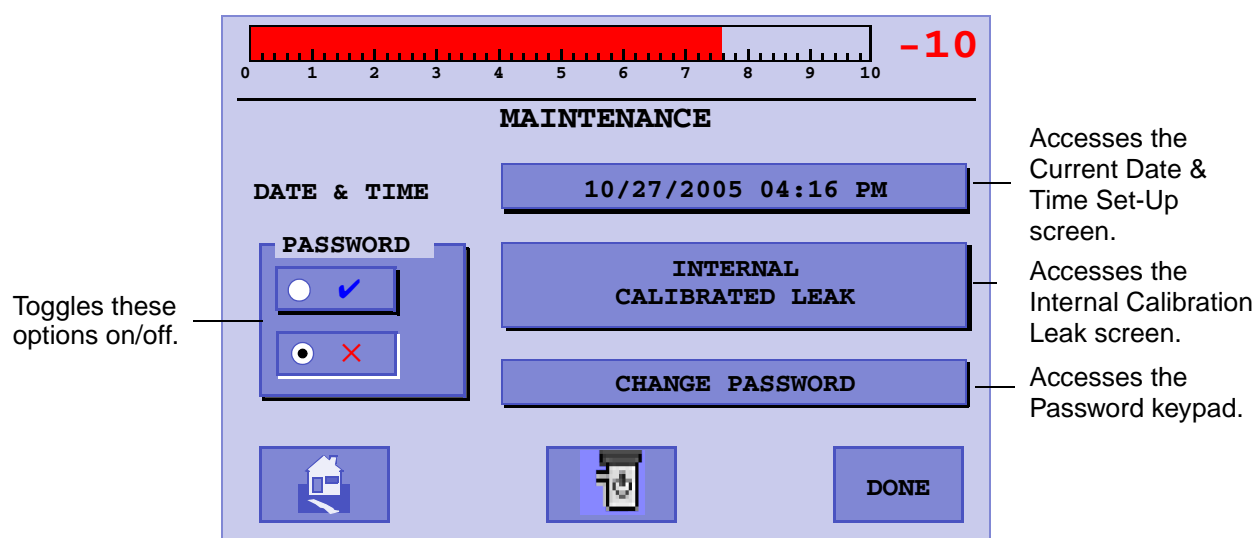 -10
0 1 2 3 4 5 6 7 8 9 10
MAINTENANCE
DATE & TIME
10/27/2005 04:16 PM
Accesses the
Current Date &
Time Set-Up
screen.
PASSWORD
✔
✕
Toggles these
options on/off.
INTERNAL
CALIBRATED LEAK
Accesses the
Internal Calibration
Leak screen.
CHANGE PASSWORD
Accesses the
Password keypad.
DONE